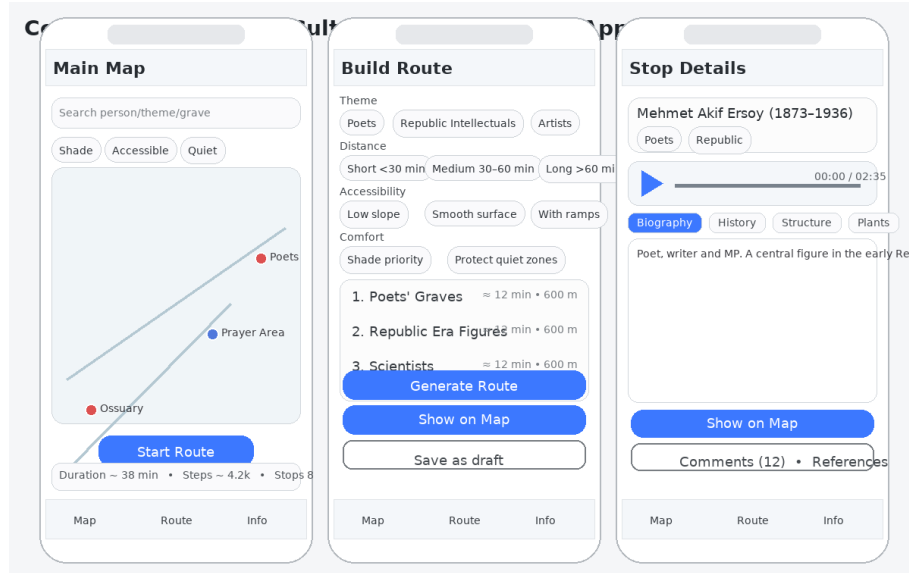 Main Map
Search person/theme/grave
Shade
Accessible
Quiet
Poets
Prayer Area
Ossuary
Start Route
Duration ~ 38 min • Steps ~ 4.2k • Stops 8
Map Route Info
Build Route
Theme
Poets
Republic Intellectuals
Artists
Distance
Short <30 min
Medium 30–60 min
Long >60 mi
Accessibility
Low slope
Smooth surface
With ramps
Comfort
Shade priority
Protect quiet zones
1. Poets' Graves ≈ 12 min • 600 m
2. Republic Era Figures ≈ 12 min • 600 m
3. Scientists ≈ 12 min • 600 m
Generate Route
Show on Map
Save as draft
Map Route Info
Stop Details
Mehmet Akif Ersoy (1873–1936)
Poets
Republic
00:00 / 02:35
Biography
History
Structure
Plants
Poet, writer and MP. A central figure in the early Re
Show on Map
Comments (12) • References
Map Route Info